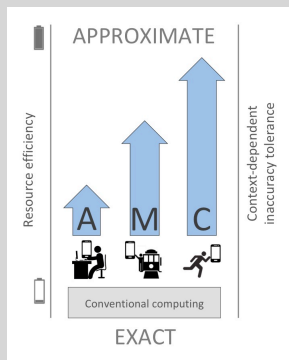 APPROXIMATE
Resource efficiency
Context-dependent
inaccuracy tolerance
A M C
Conventional computing
EXACT